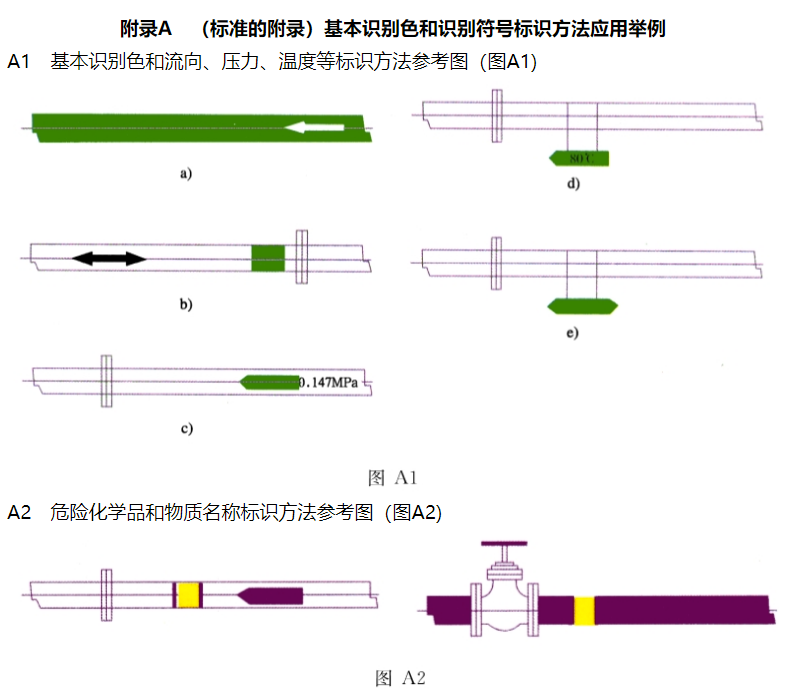 附录A （标准的附录）基本识别色和识别符号标识方法应用举例
A1 基本识别色和流向、压力、温度等标识方法参考图（图A1)
a)
80℃
d)
b)
e)
0.147MPa
c)
图 A1
A2 危险化学品和物质名称标识方法参考图（图A2)
图 A2